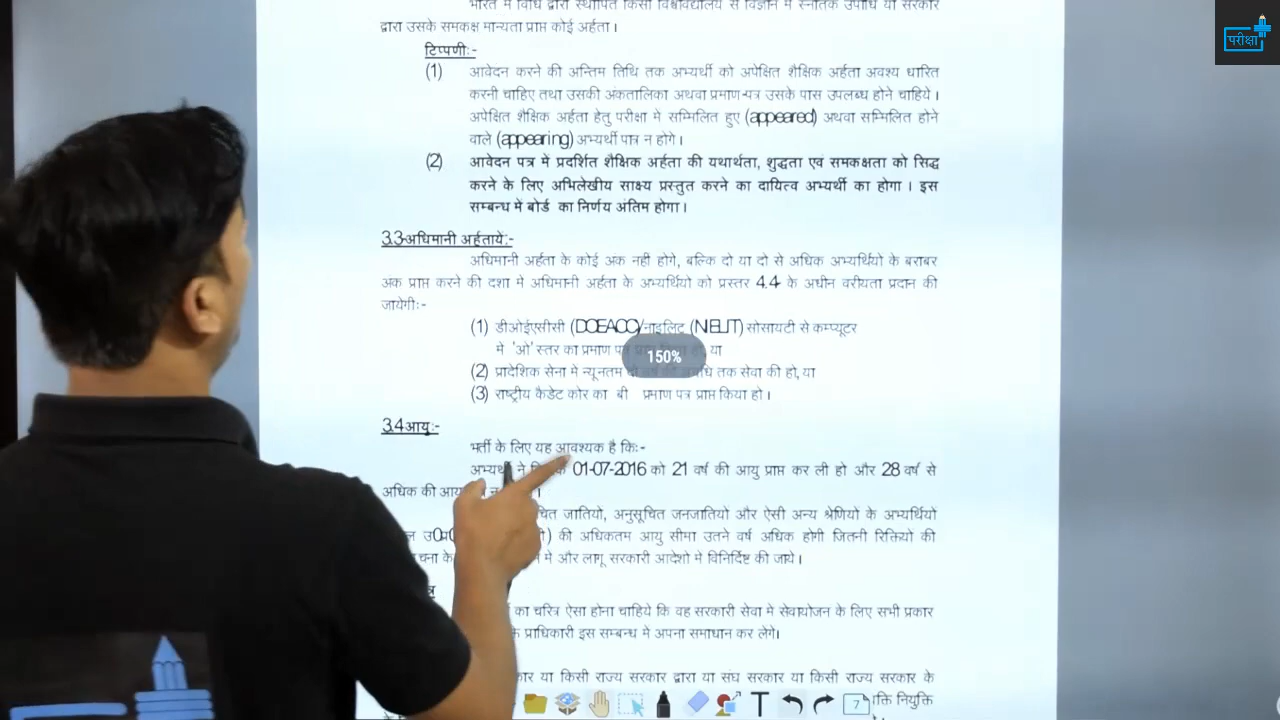 भारत में विधि द्वारा स्थापित किसी विश्वविद्यालय से विज्ञान में स्नातक उपाधि या सरकार
द्वारा उसके समकक्ष मान्यता प्राप्त कोई अर्हता ।
परीक्षा
टिप्पणीः-
(1) आवेदन करने की अन्तिम तिथि तक अभ्यर्थी को अपेक्षित शैक्षिक अर्हता अवश्य धारित
करनी चाहिए तथा उसकी अंकतालिका अथवा प्रमाण-पत्र उसके पास उपलब्ध होने चाहिये ।
अपेक्षित शैक्षिक अर्हता हेतु परीक्षा मे सम्मिलित हुए (appeared) अथवा सम्मिलित होने
वाले (appearing) अभ्यर्थी पात्र न होगे ।
(2) आवेदन पत्र मे प्रदर्शित शैक्षिक अर्हता की यथार्थता, शुद्धता एवं समकक्षता को सिद्ध
करने के लिए अभिलेखीय साक्ष्य प्रस्तुत करने का दायित्व अभ्यर्थी का होगा । इस
सम्बन्ध मे बोर्ड का निर्णय अंतिम होगा ।
3.3-अधिमानी अर्हतायेः-
अधिमानी अर्हता के कोई अक नही होगे, बल्कि दो या दो से अधिक अभ्यर्थियो के बराबर
अक प्राप्त करने की दशा मे अधिमानी अर्हता के अभ्यर्थियो को प्रस्तर 4.4- के अधीन वरीयता प्रदान की
जायेगीः-
(1) डीओईएसीसी (DOEACC)/नाइलिट (NIELIT) सोसायटी से कम्प्यूटर
मे 'ओ' स्तर का प्रमाण या
150%
(2) प्रादेशिक सेना मे न्यूनतम तक सेवा की हो, या
(3) राष्ट्रीय कैडेट कोर का बी प्रमाण पत्र प्राप्त किया हो ।
3.4 आयुः-
भर्ती के लिए यह आवश्यक है किः-
अभ्यर्थी ने 01-07-2016 को 21 वर्ष की आयु प्राप्त कर ली हो और 28 वर्ष से
अधिक की आयु न ।
जातियो, अनुसूचित जनजातियो और ऐसी अन्य श्रेणियो के अभ्यर्थियो
की अधिकतम आयु सीमा उतने वर्ष अधिक होगी जितनी रिक्तियो की
के मे और लागू सरकारी आदेशो मे विनिर्दिष्ट की जाये ।
का चरित्र ऐसा होना चाहिये कि वह सरकारी सेवा मे सेवायोजन के लिए सभी प्रकार
प्राधिकारी इस सम्बन्ध मे अपना समाधान कर लेगे।
या किसी राज्य सरकार द्वारा या संघ सरकार या किसी राज्य सरकार के
T 7 नियुक्ति